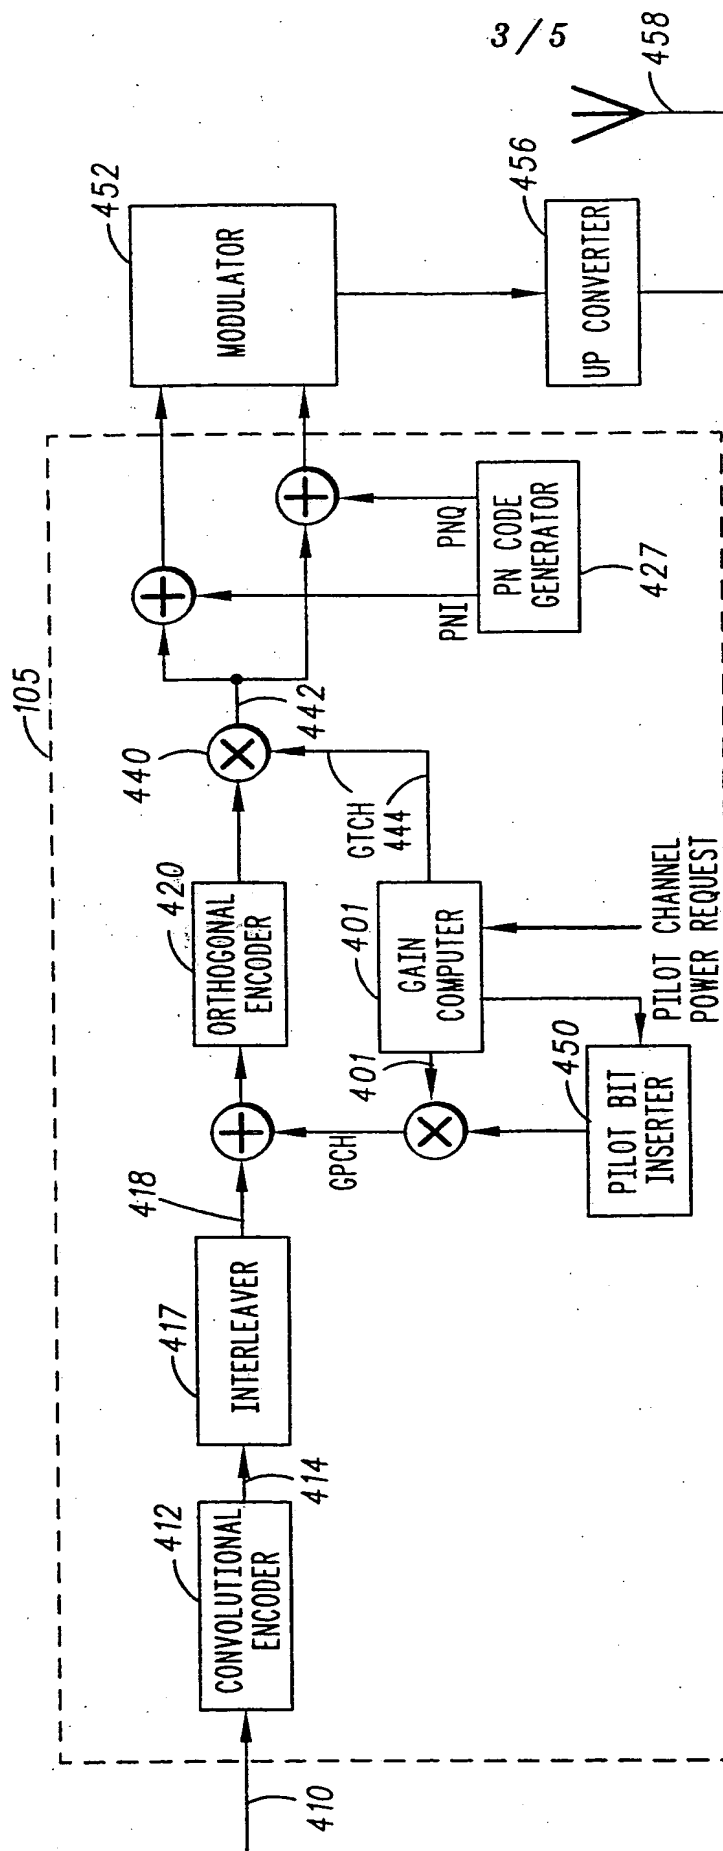 3/5
105
410
412
CONVOLUTIONAL
ENCODER
414
417
INTERLEAVER
418
420
ORTHOGONAL
ENCODER
440
442
GTCH
444
GPCH
401
401
GAIN
COMPUTER
PILOT CHANNEL
POWER REQUEST
450
PILOT BIT
INSERTER
PNI
PNQ
PN CODE
GENERATOR
427
452
MODULATOR
456
UP CONVERTER
458